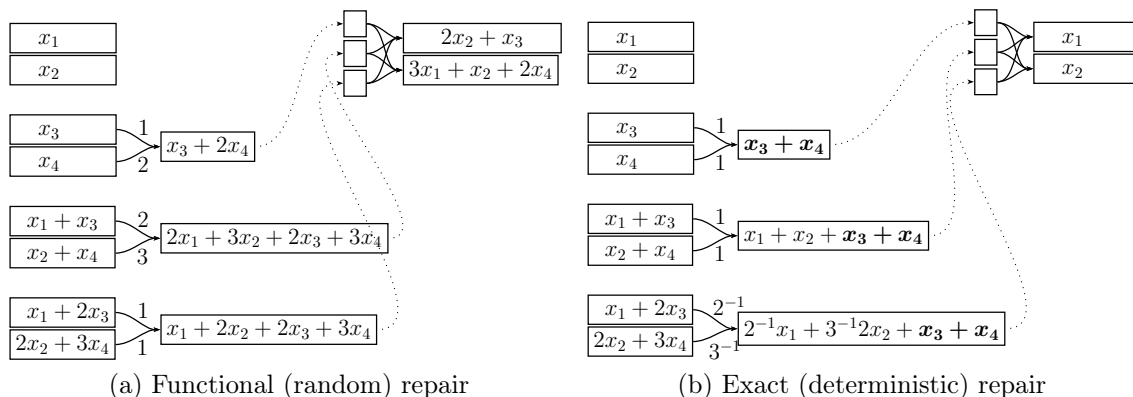 x₁
x₂
x₃
x₄
1
2
x₃ + 2x₄
x₁ + x₃
x₂ + x₄
2
3
2x₁ + 3x₂ + 2x₃ + 3x₄
x₁ + 2x₃
2x₂ + 3x₄
1
1
x₁ + 2x₂ + 2x₃ + 3x₄
2x₂ + x₃
3x₁ + x₂ + 2x₄
(a) Functional (random) repair
x₁
x₂
x₃
x₄
1
1
x₃ + x₄
x₁ + x₃
x₂ + x₄
1
1
x₁ + x₂ + x₃ + x₄
x₁ + 2x₃
2x₂ + 3x₄
2⁻¹
3⁻¹
2⁻¹x₁ + 3⁻¹2x₂ + x₃ + x₄
x₁
x₂
(b) Exact (deterministic) repair